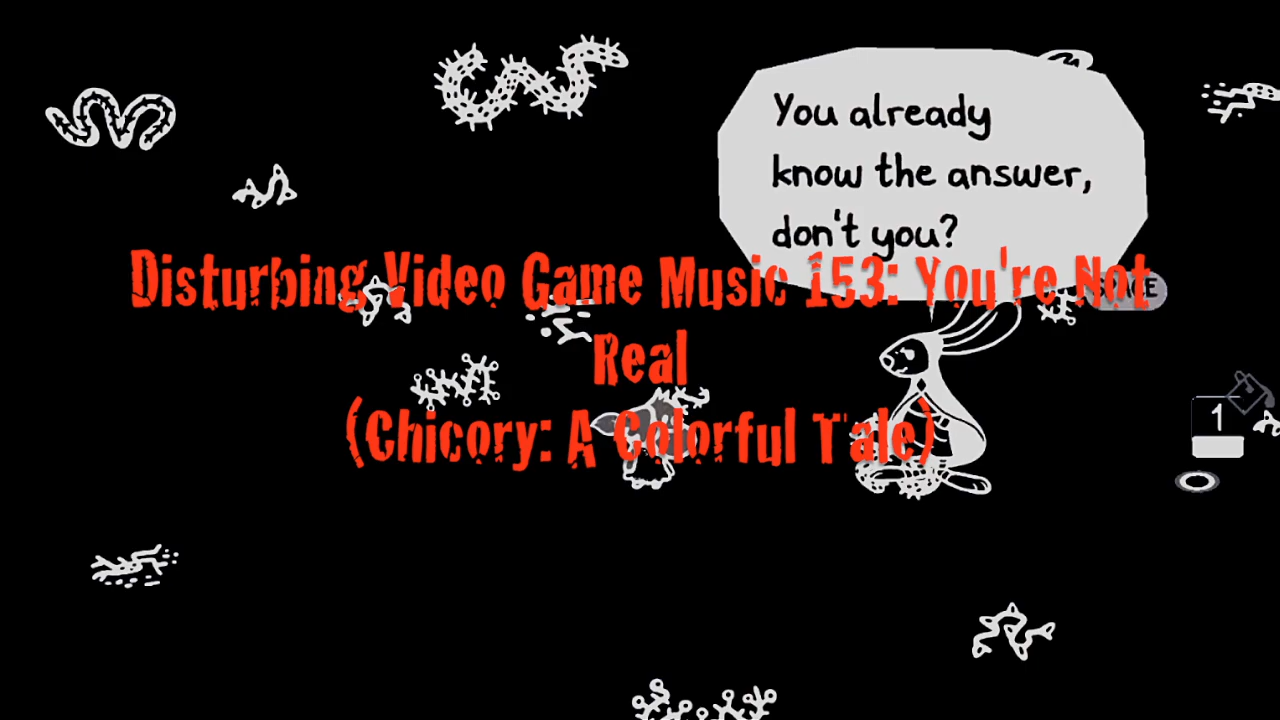 You already
know the answer,
don't you?
Disturbing Video Game Music 153: You're Not
SPACE
Real
(Chicory: A Colorful Tale)
1